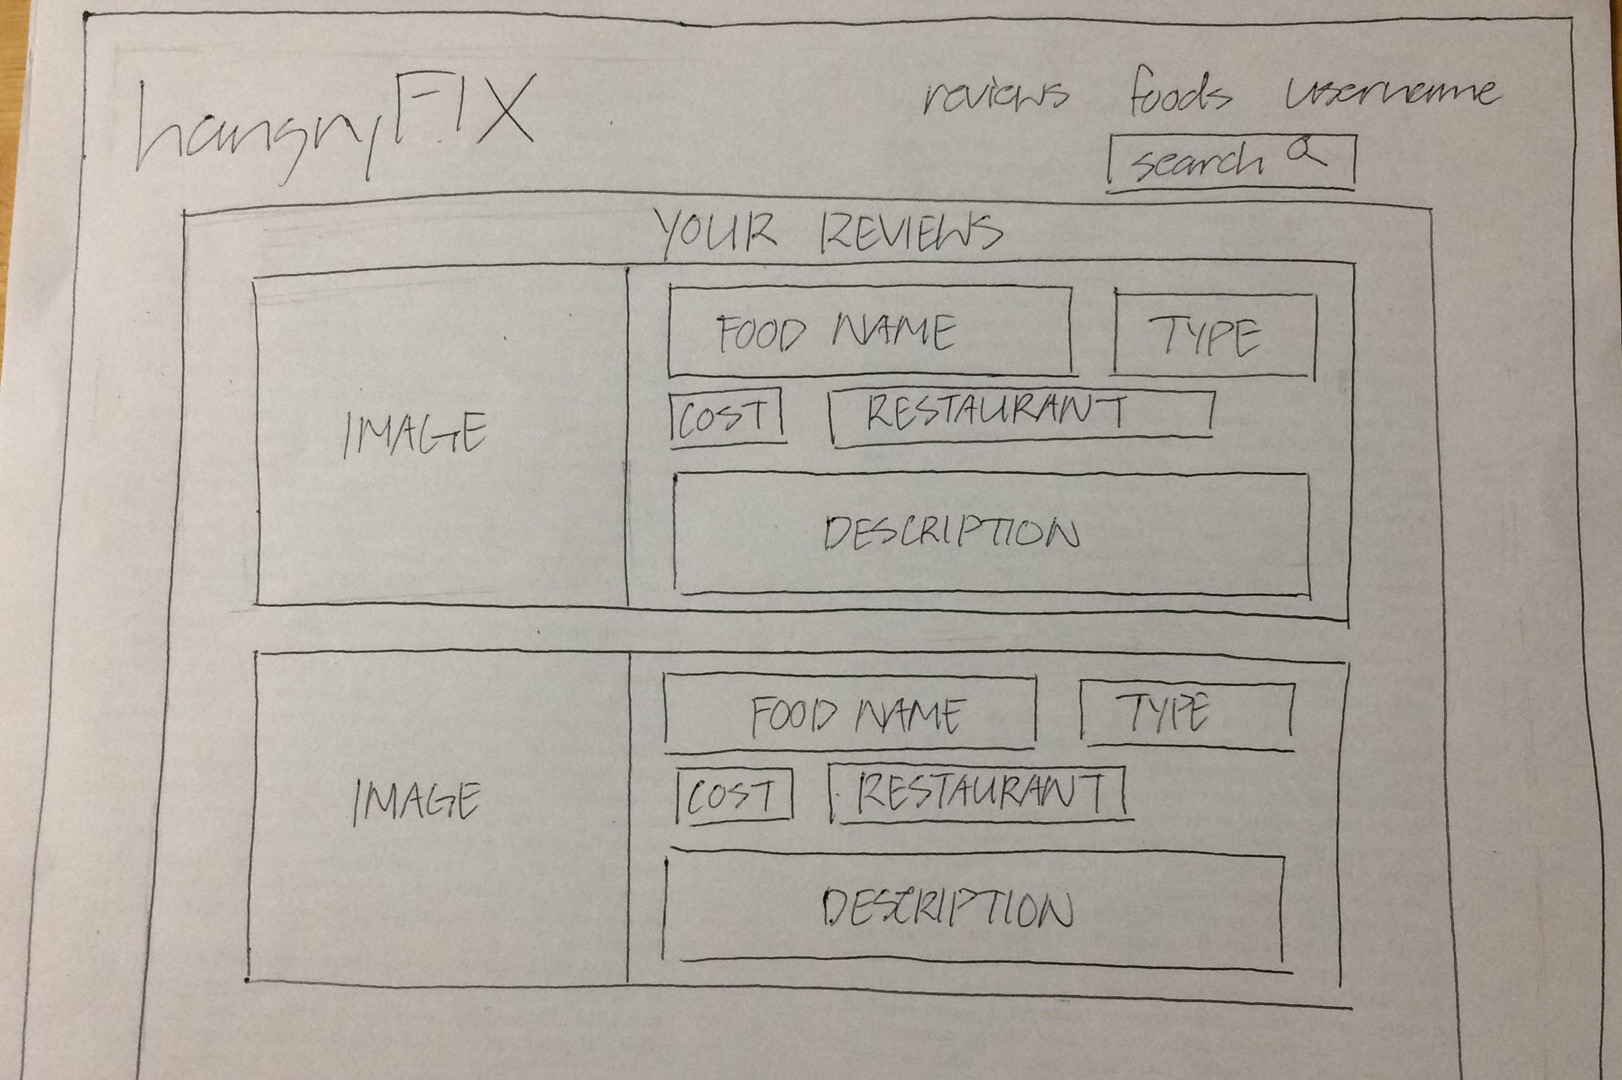 hangryFIX
reviews foods username
search
YOUR REVIEWS
IMAGE
FOOD NAME TYPE
COST RESTAURANT
DESCRIPTION
IMAGE
FOOD NAME TYPE
COST RESTAURANT
DESCRIPTION